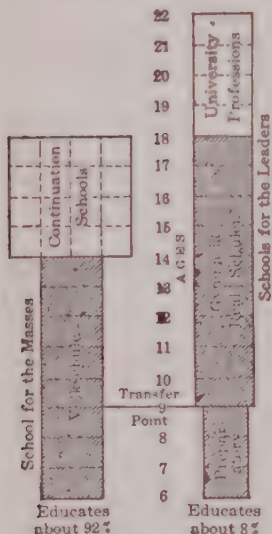 22
21
20
19
18
17
16
15
14
13
12
11
10
9
8
7
6
AGES
University
Professions
Continuation
Schools
School for the Masses
Schools for the Leaders
Transfer
Point
Educates
about 92%
Educates
about 8%